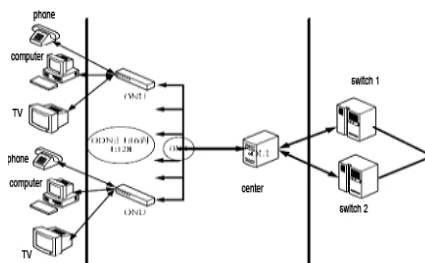 phone
computer
TV
ONU
phone
computer
TV
ONU
center
switch 1
switch 2